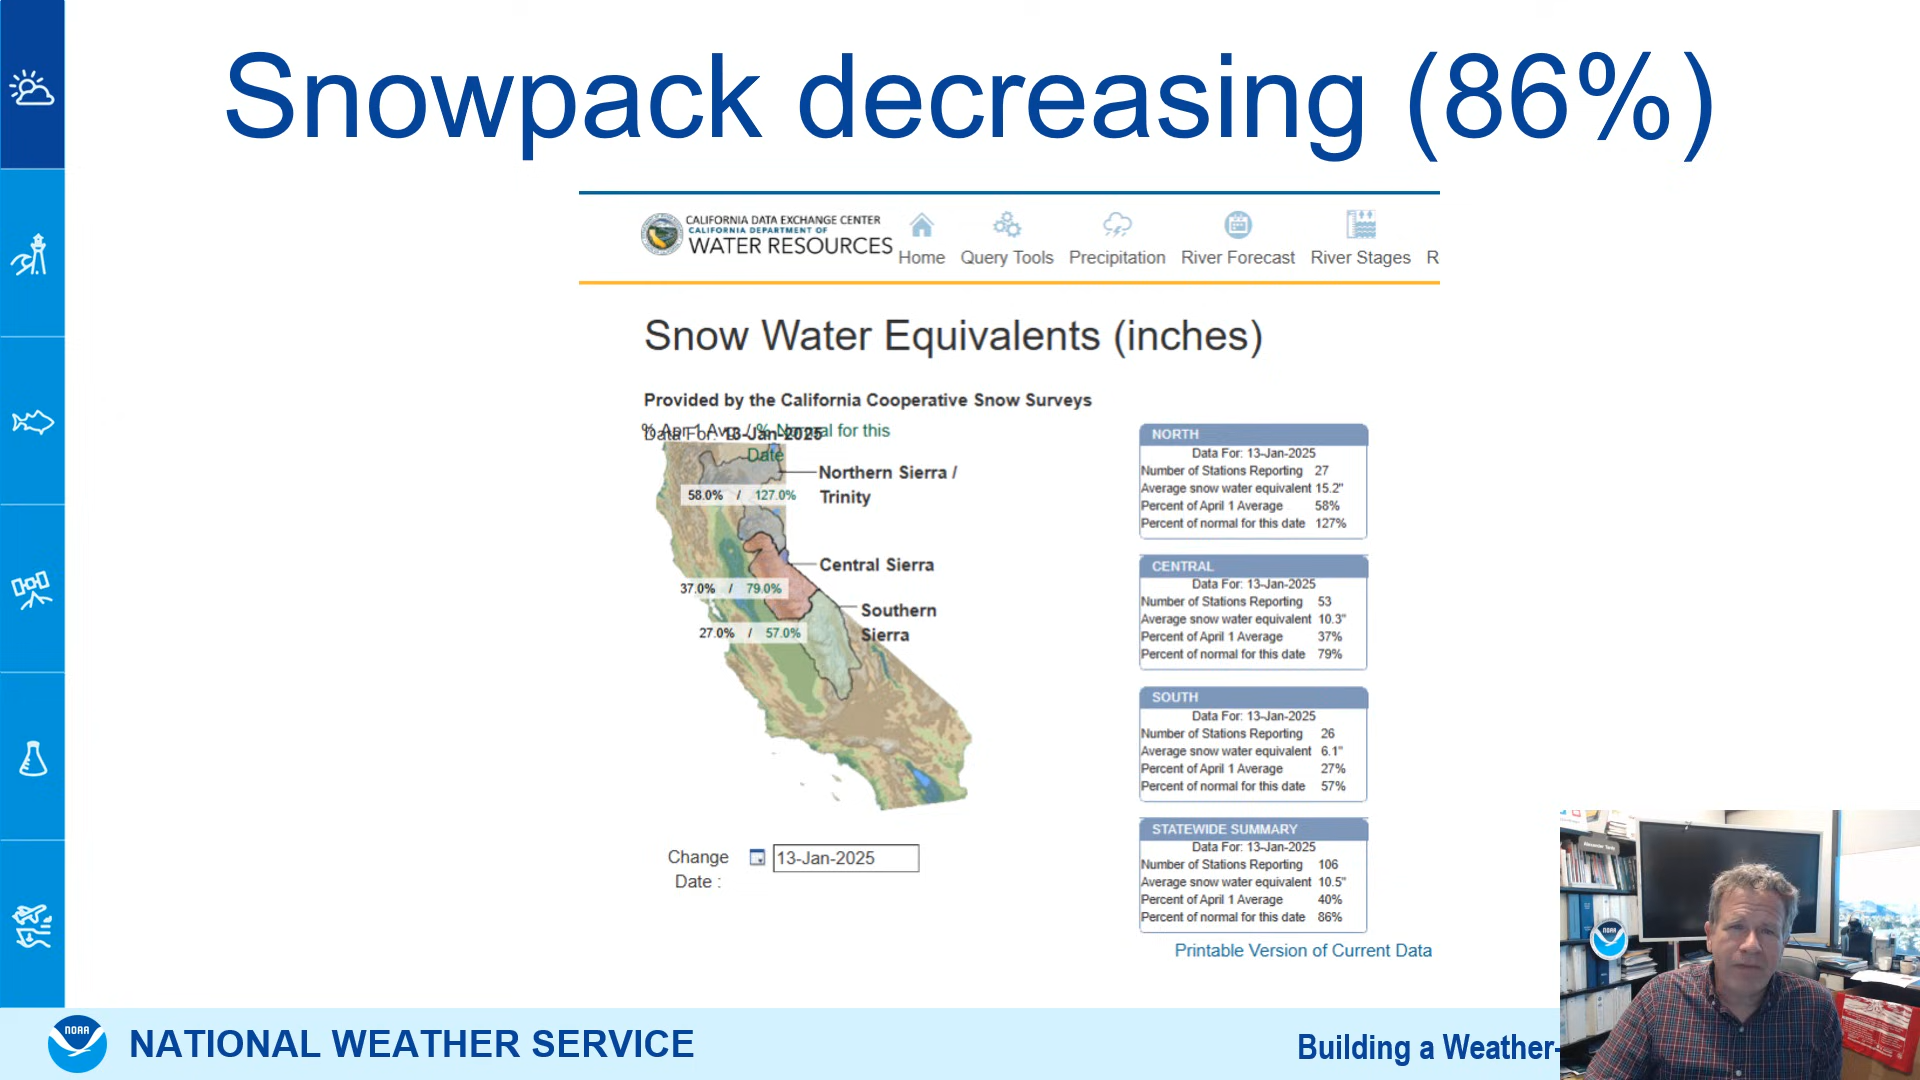 Snowpack decreasing (86%)
CALIFORNIA DATA EXCHANGE CENTER
CALIFORNIA DEPARTMENT OF
WATER RESOURCES
Home
Query Tools
Precipitation
River Forecast
River Stages
R
Snow Water Equivalents (inches)
Provided by the California Cooperative Snow Surveys
Data For: 13-Jan-2025
% Apr 1 Avg. / % Normal for this
Date
Northern Sierra /
Trinity
58.0% / 127.0%
Central Sierra
37.0% / 79.0%
Southern
Sierra
27.0% / 57.0%
Change
Date :
13-Jan-2025
NORTH
Data For: 13-Jan-2025
Number of Stations Reporting 27
Average snow water equivalent 15.2"
Percent of April 1 Average 58%
Percent of normal for this date 127%
CENTRAL
Data For: 13-Jan-2025
Number of Stations Reporting 53
Average snow water equivalent 10.3"
Percent of April 1 Average 37%
Percent of normal for this date 79%
SOUTH
Data For: 13-Jan-2025
Number of Stations Reporting 26
Average snow water equivalent 6.1"
Percent of April 1 Average 27%
Percent of normal for this date 57%
STATEWIDE SUMMARY
Data For: 13-Jan-2025
Number of Stations Reporting 106
Average snow water equivalent 10.5"
Percent of April 1 Average 40%
Percent of normal for this date 86%
Printable Version of Current Data
NOAA
NOAA
NATIONAL WEATHER SERVICE
Building a Weather-